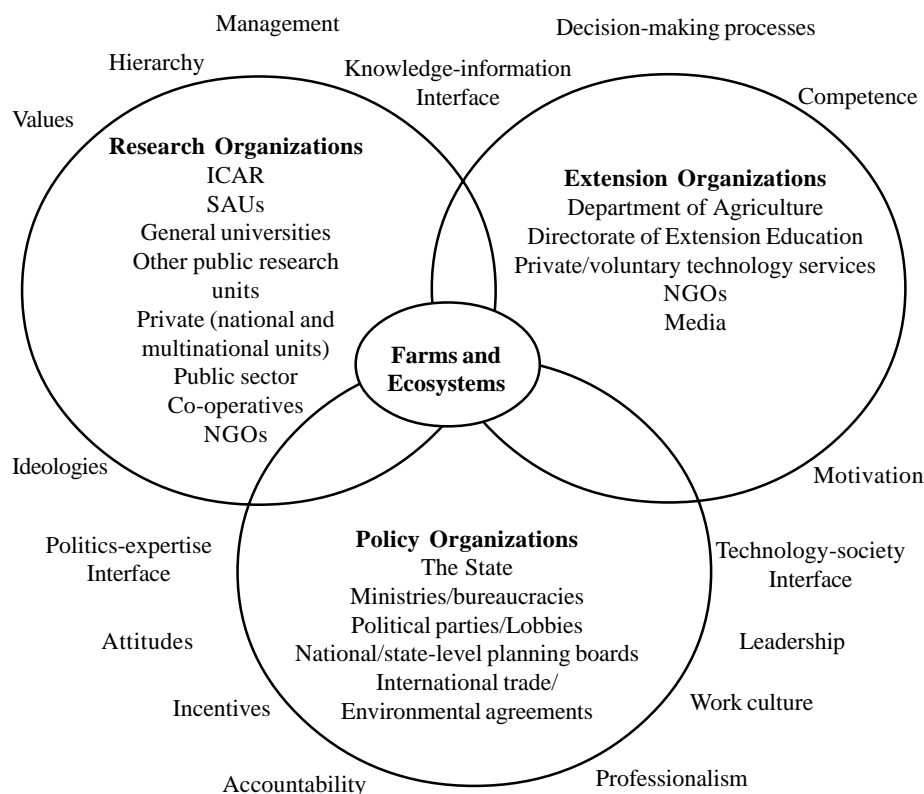 Management
Decision-making processes
Hierarchy
Knowledge-information
Interface
Competence
Values
Research Organizations
ICAR
SAUs
General universities
Other public research
units
Private (national and
multinational units)
Public sector
Co-operatives
NGOs
Extension Organizations
Department of Agriculture
Directorate of Extension Education
Private/voluntary technology services
NGOs
Media
Farms and
Ecosystems
Ideologies
Motivation
Politics-expertise
Interface
Policy Organizations
The State
Ministries/bureaucracies
Political parties/Lobbies
National/state-level planning boards
International trade/
Environmental agreements
Technology-society
Interface
Attitudes
Leadership
Incentives
Work culture
Accountability
Professionalism